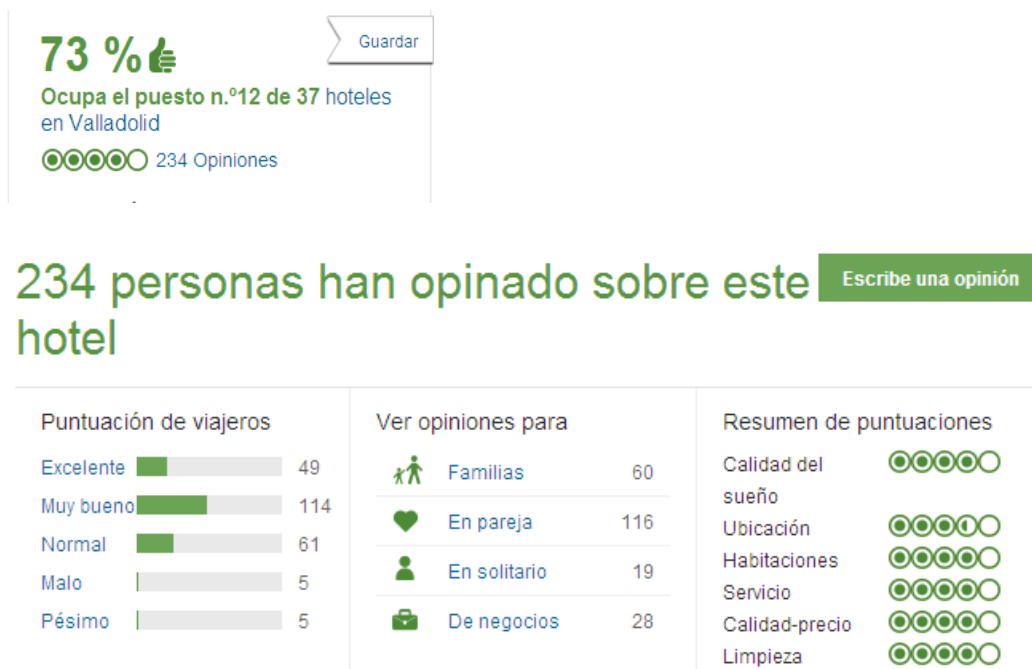 73 %
Guardar
Ocupa el puesto n.º12 de 37 hoteles
en Valladolid
234 Opiniones
234 personas han opinado sobre este
hotel
Escribe una opinión
Puntuación de viajeros
Excelente 49
Muy bueno 114
Normal 61
Malo 5
Pésimo 5
Ver opiniones para
Familias 60
En pareja 116
En solitario 19
De negocios 28
Resumen de puntuaciones
Calidad del
sueño
Ubicación
Habitaciones
Servicio
Calidad-precio
Limpieza